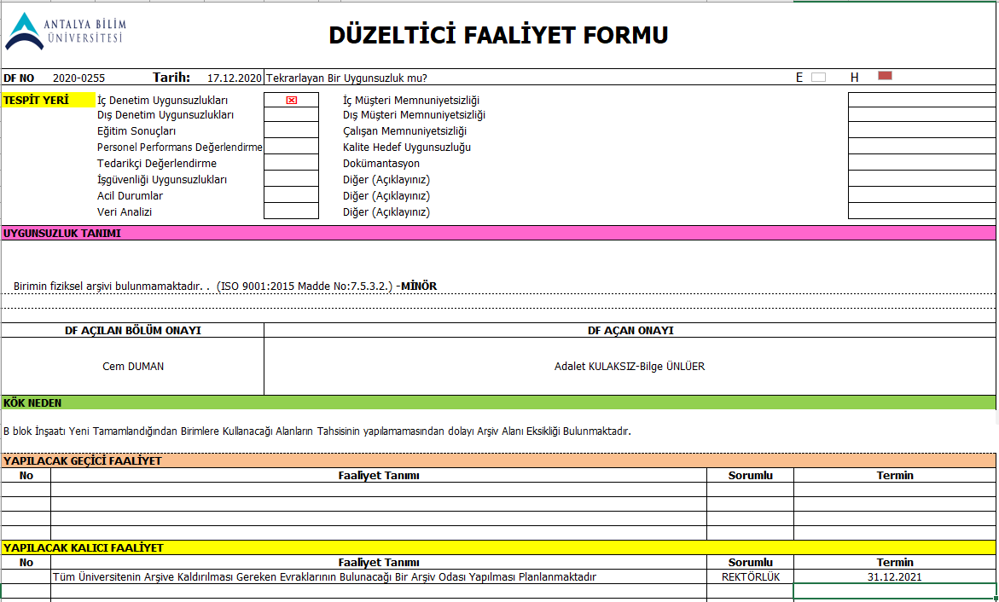 ANTALYA BİLİM
ÜNİVERSİTESİ
DÜZELTİCİ FAALİYET FORMU
DF NO 2020-0255 Tarih: 17.12.2020 Tekrarlayan Bir Uygunsuzluk mu? E H
TESPİT YERİ İç Denetim Uygunsuzlukları İç Müşteri Memnuniyetsizliği
Dış Denetim Uygunsuzlukları Dış Müşteri Memnuniyetsizliği
Eğitim Sonuçları Çalışan Memnuniyetsizliği
Personel Performans Değerlendirme Kalite Hedef Uygunsuzluğu
Tedarikçi Değerlendirme Dokümantasyon
İşgüvenliği Uygunsuzlukları Diğer (Açıklayınız)
Acil Durumlar Diğer (Açıklayınız)
Veri Analizi Diğer (Açıklayınız)
UYGUNSUZLUK TANIMI
Birimin fiziksel arşivi bulunmamaktadır. . (ISO 9001:2015 Madde No:7.5.3.2.) -MİNÖR
DF AÇILAN BÖLÜM ONAYI DF AÇAN ONAYI
Cem DUMAN Adalet KULAKSIZ-Bilge ÜNLÜER
KÖK NEDEN
B blok İnşaatı Yeni Tamamlandığından Birimlere Kullanacağı Alanların Tahsisinin yapılamamasından dolayı Arşiv Alanı Eksikliği Bulunmaktadır.
YAPILACAK GEÇİCİ FAALİYET
No Faaliyet Tanımı Sorumlu Termin
YAPILACAK KALICI FAALİYET
No Faaliyet Tanımı Sorumlu Termin
Tüm Üniversitenin Arşive Kaldırılması Gereken Evraklarının Bulunacağı Bir Arşiv Odası Yapılması Planlanmaktadır REKTÖRLÜK 31.12.2021